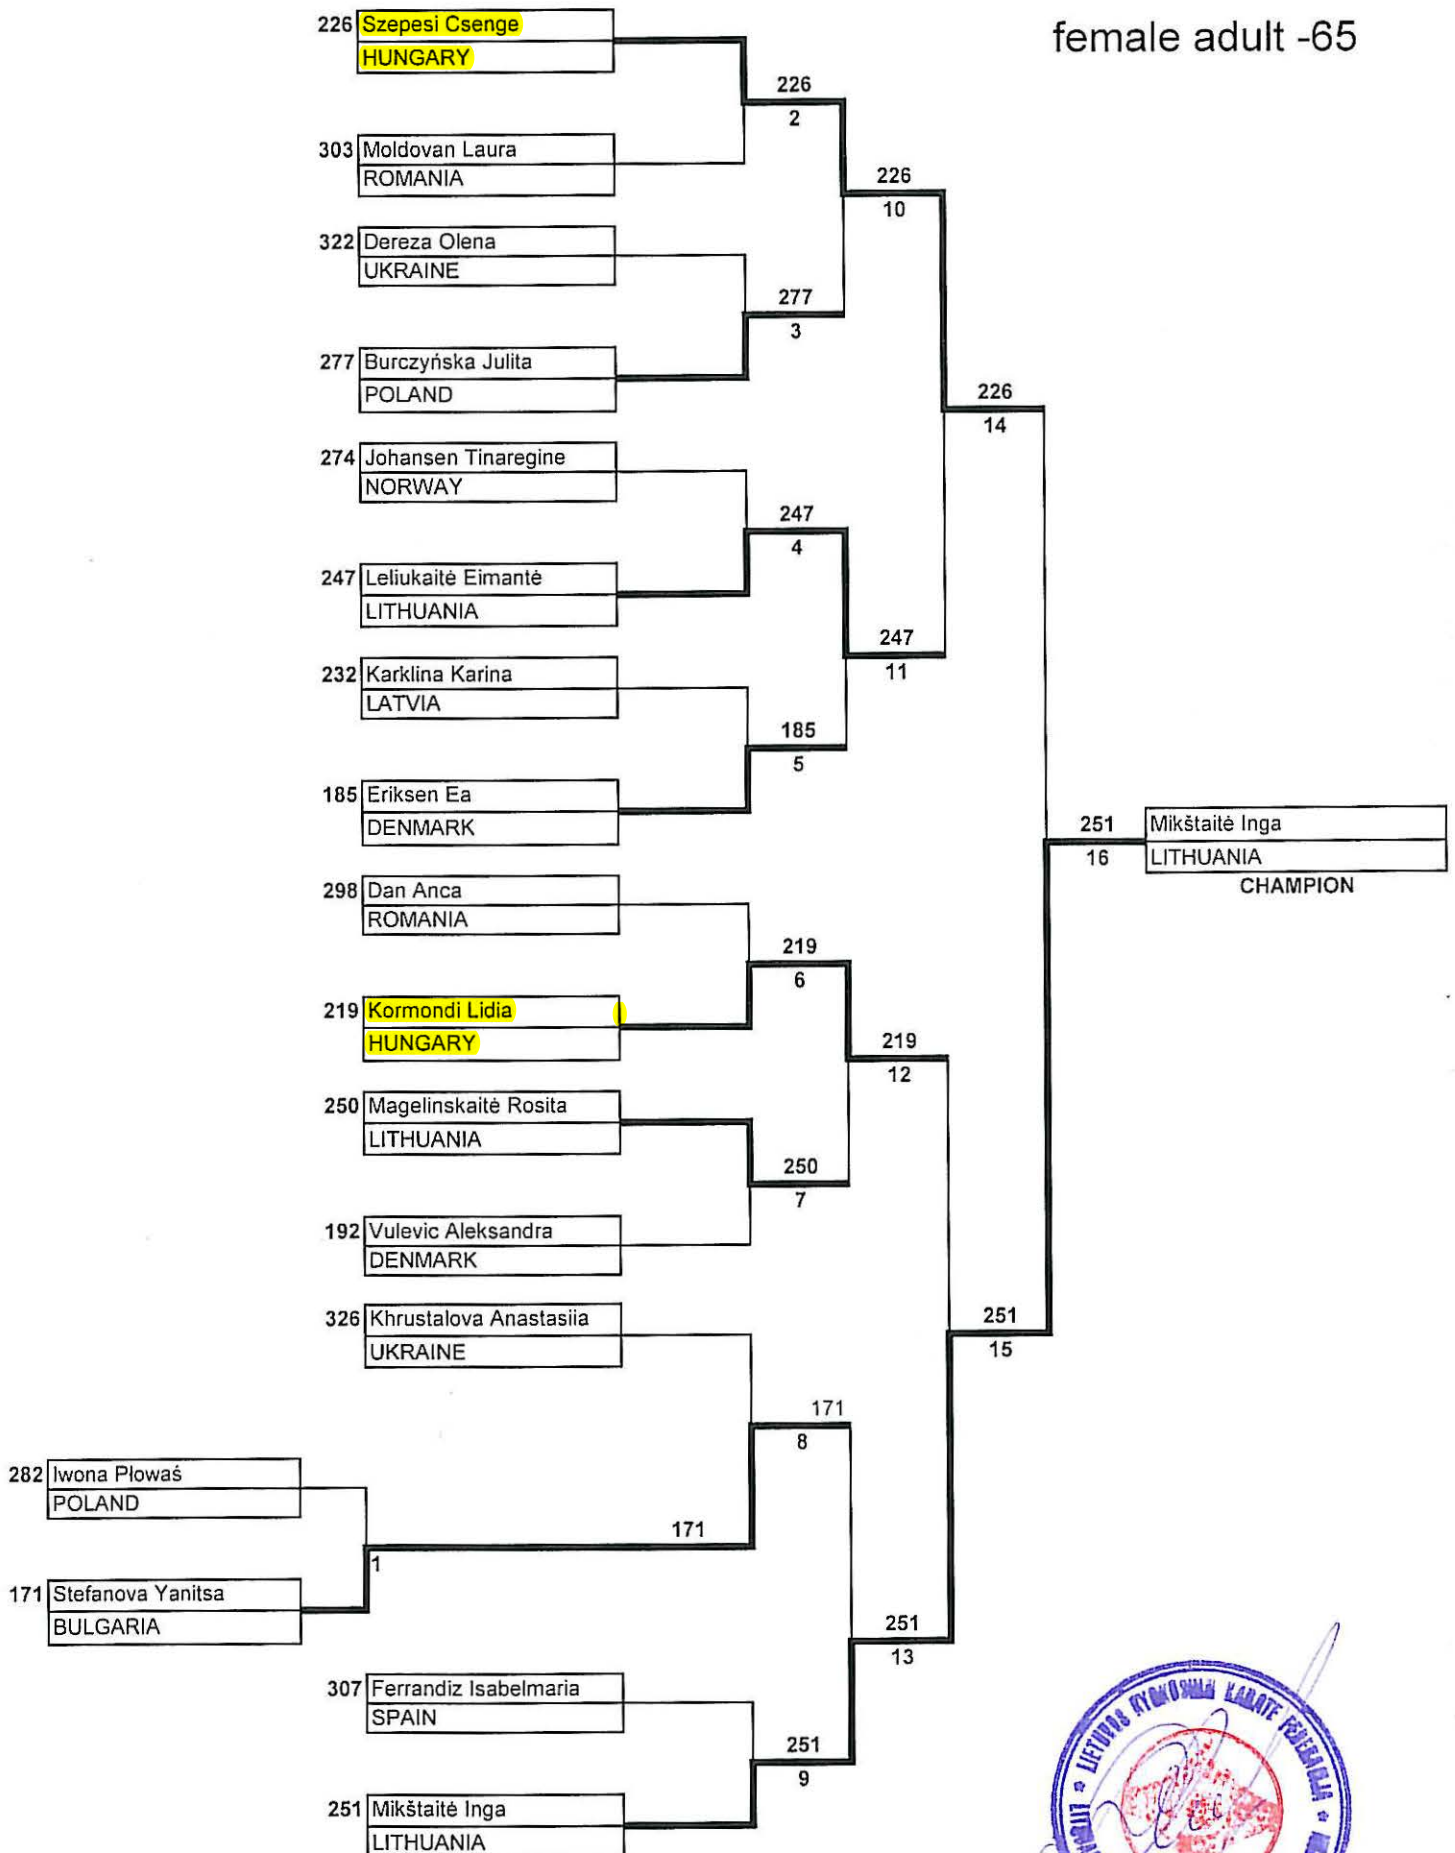 female adult -65
226 Szepesi Csenge
HUNGARY
226
2
303 Moldovan Laura
ROMANIA
226
10
322 Dereza Olena
UKRAINE
277
3
277 Burczyńska Julita
POLAND
226
14
274 Johansen Tinaregine
NORWAY
247
4
247 Leliukaitė Eimantė
LITHUANIA
247
11
232 Karklina Karina
LATVIA
185
5
185 Eriksen Ea
DENMARK
251 Mikštaitė Inga
16 LITHUANIA
CHAMPION
298 Dan Anca
ROMANIA
219
6
219 Kormondi Lidia
HUNGARY
219
12
250 Magelinskaitė Rosita
LITHUANIA
250
7
192 Vulevic Aleksandra
DENMARK
326 Khrustalova Anastasiia
UKRAINE
251
15
171
8
282 Iwona Płowaś
POLAND
171
1
171 Stefanova Yanitsa
BULGARIA
251
13
307 Ferrandiz Isabelmaria
SPAIN
251
9
251 Mikštaitė Inga
LITHUANIA
LIETUVOS KYOKUSHIN KARATE FEDERACIJA